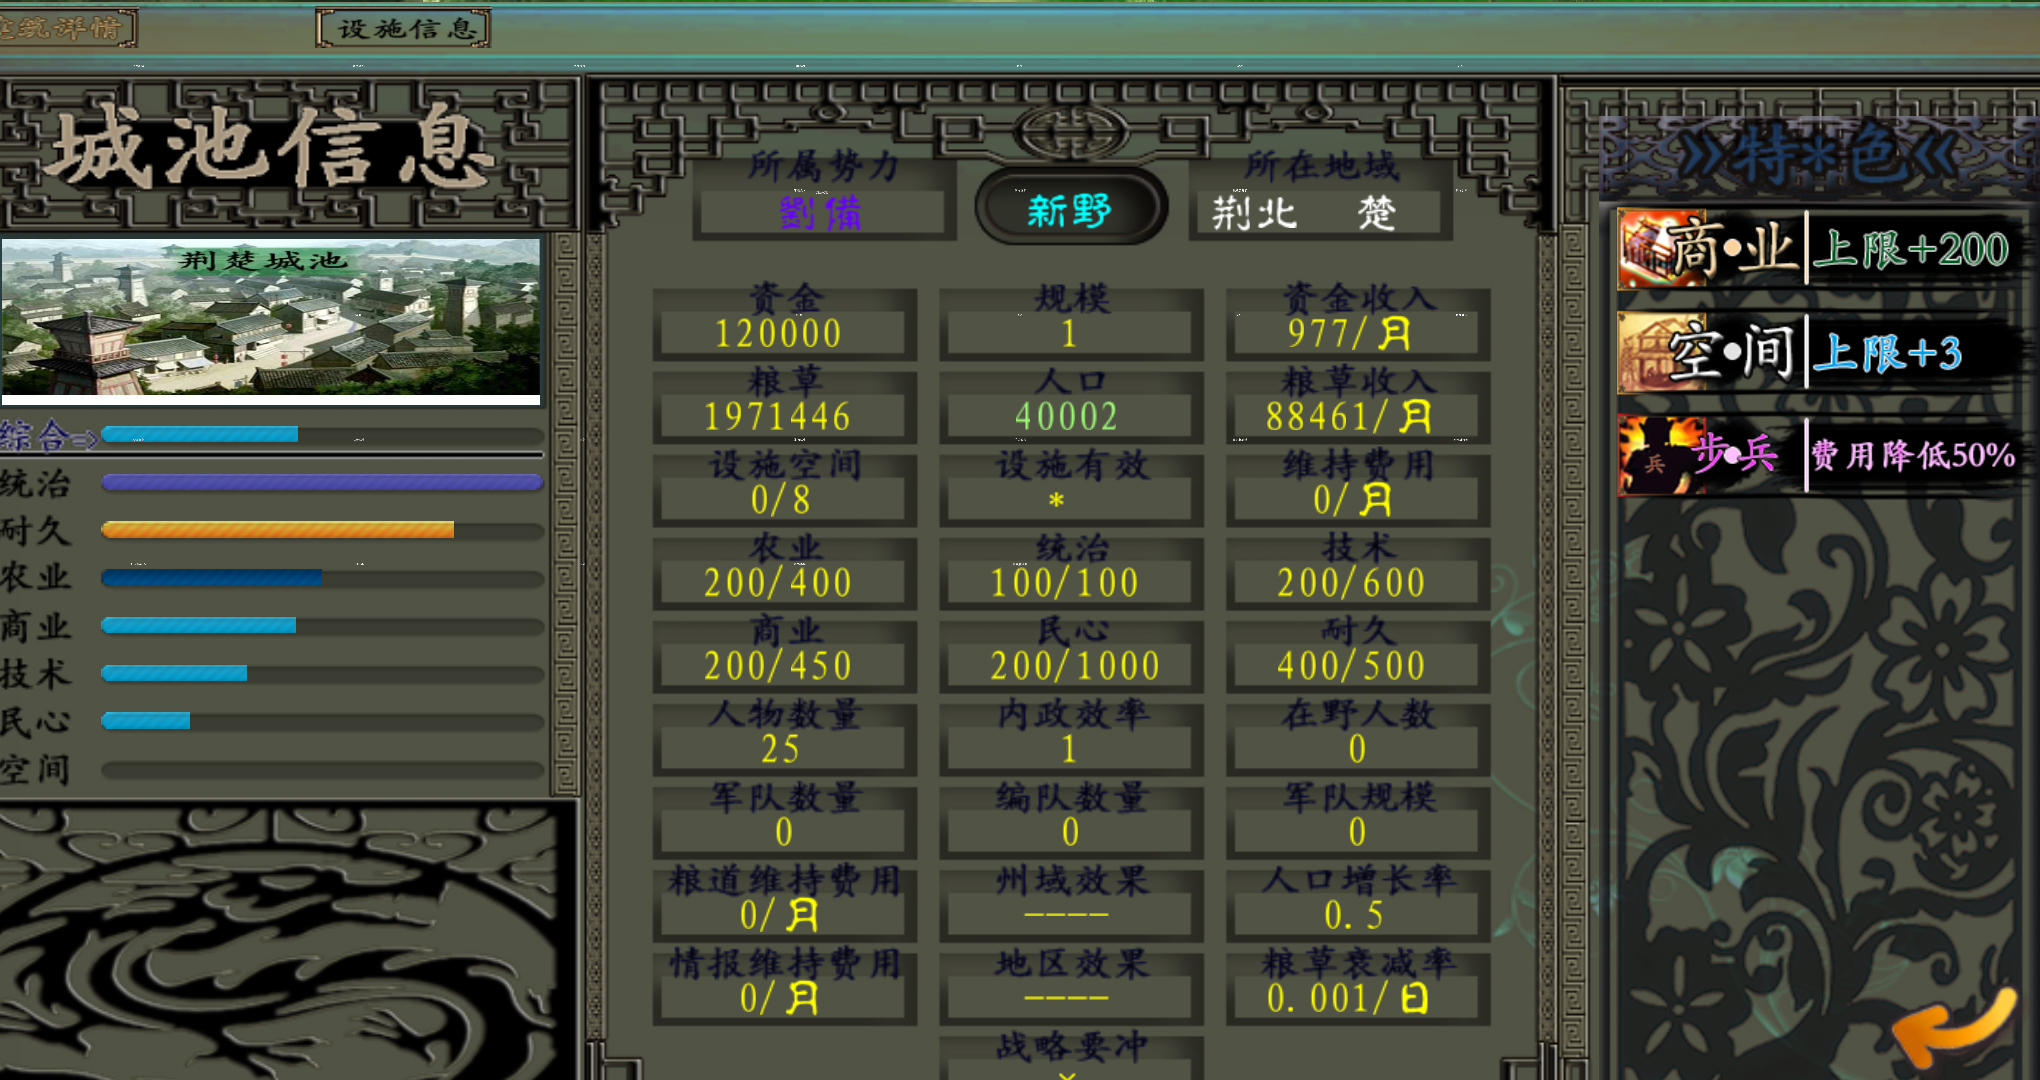 建筑详情 设施信息
城池信息
荆楚城池
综合=>
统治
耐久
农业
商业
技术
民心
空间
所属势力 所在地域
劉備 新野 荆北 楚
资金 规模 资金收入
120000 1 977/月
粮草 人口 粮草收入
1971446 40002 88461/月
设施空间 设施有效 维持费用
0/8 * 0/月
农业 统治 技术
200/400 100/100 200/600
商业 民心 耐久
200/450 200/1000 400/500
人物数量 内政效率 在野人数
25 1 0
军队数量 编队数量 军队规模
0 0 0
粮道维持费用 州域效果 人口增长率
0/月 ---- 0.5
情报维持费用 地区效果 粮草衰减率
0/月 ---- 0.001/日
战略要冲
»特*色«
商•业 上限+200
空•间 上限+3
兵 步•兵 费用降低50%